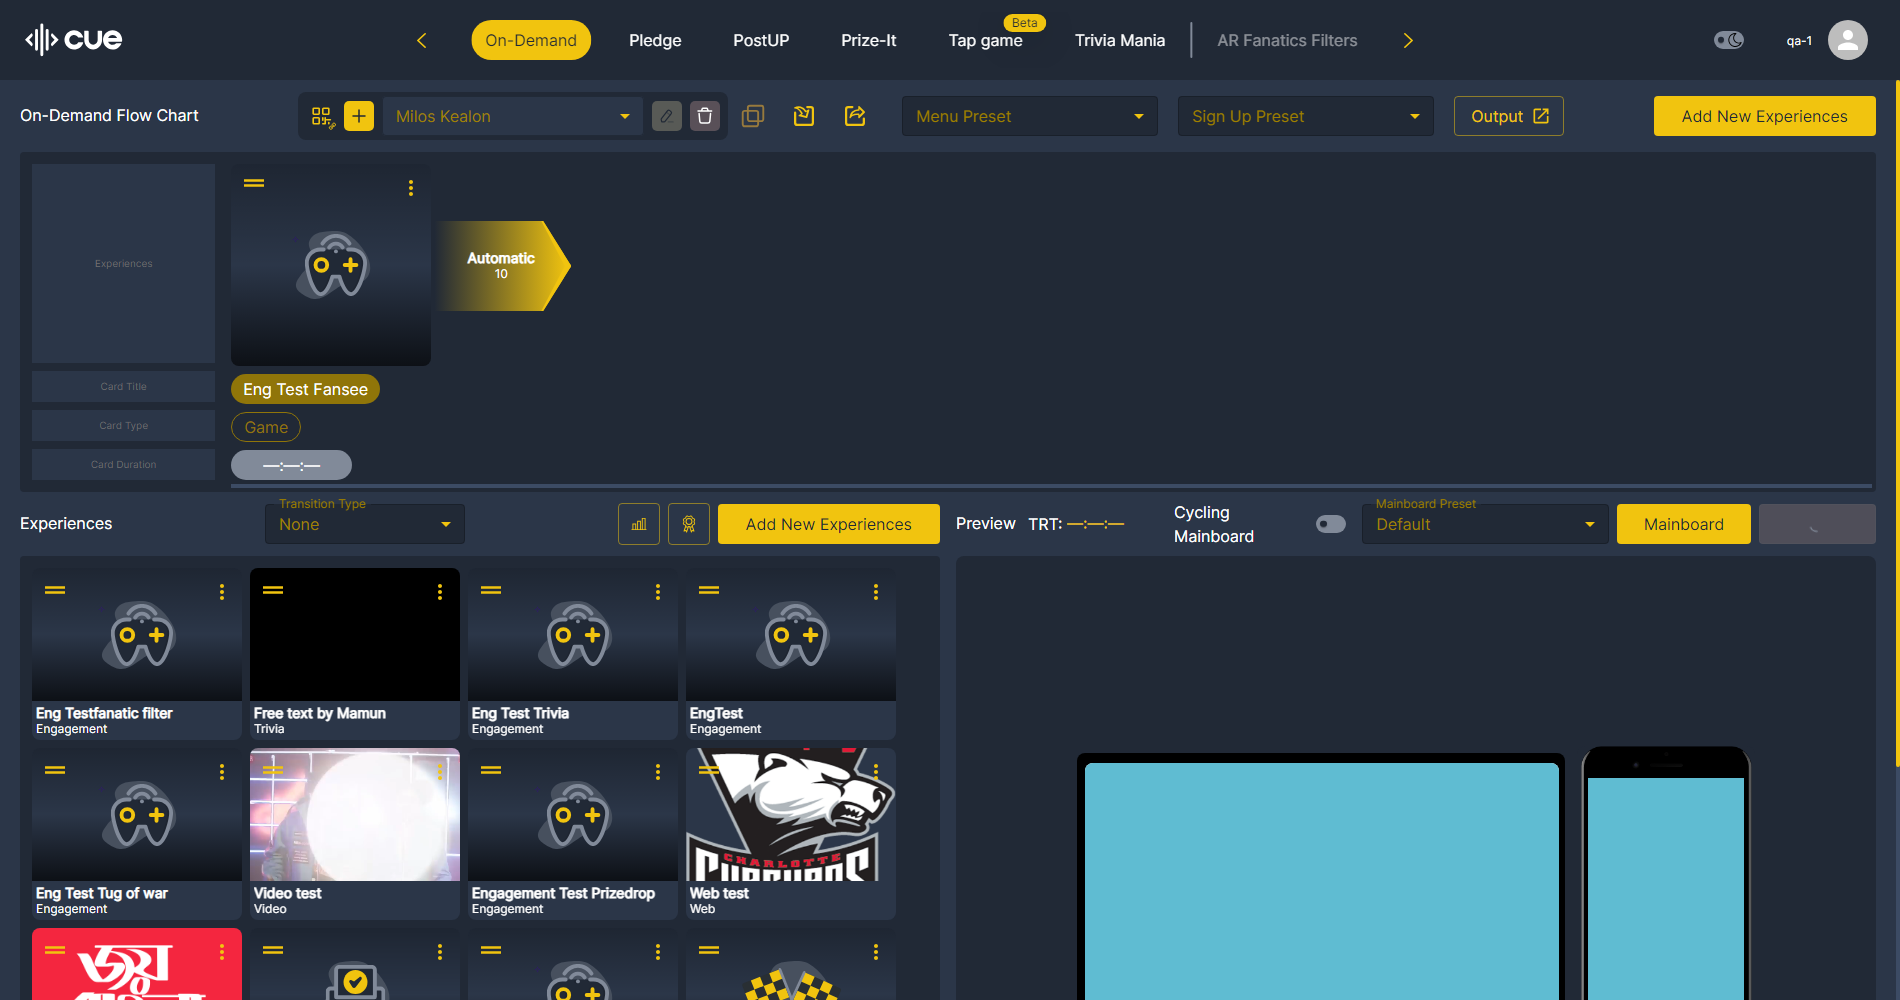 cue
On-Demand
Pledge
PostUP
Prize-It
Beta
Tap game
Trivia Mania
AR Fanatics Filters
qa-1
On-Demand Flow Chart
Milos Kealon
Menu Preset
Sign Up Preset
Output
Add New Experiences
Experiences
Automatic
10
Card Title
Eng Test Fansee
Card Type
Game
Card Duration
—:—:—
Experiences
Transition Type
None
Add New Experiences
Preview
TRT: —:—:—
Cycling
Mainboard
Mainboard Preset
Default
Mainboard
Eng Testfanatic filter
Engagement
Free text by Mamun
Trivia
Eng Test Trivia
Engagement
EngTest
Engagement
Eng Test Tug of war
Engagement
Video test
Video
Engagement Test Prizedrop
Engagement
CHARLOTTE
Web test
Web
জয়